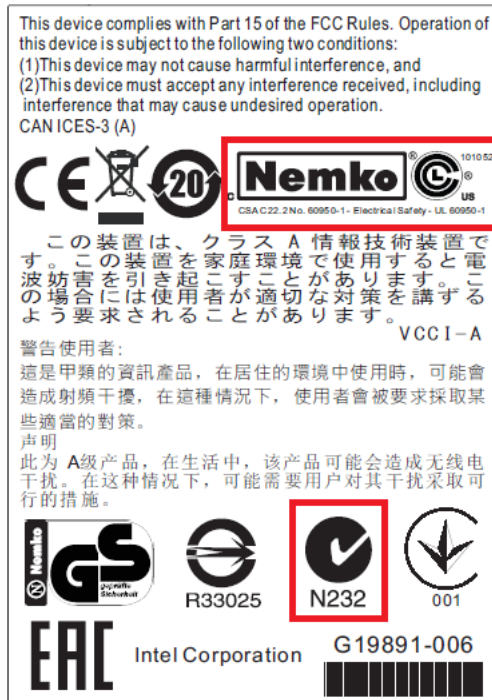 This device complies with Part 15 of the FCC Rules. Operation of
this device is subject to the following two conditions:
(1)This device may not cause harmful interference, and
(2)This device must accept any interference received, including
interference that may cause undesired operation.
CAN ICES-3 (A)
CE 20 C Nemko ® 101052 ® US
CSA C22.2 No. 60950-1 - Electrical Safety - UL 60950-1
この装置は、クラス A 情報技術装置で
す。この装置を家庭環境で使用すると電
波妨害を引き起こすことがあります。こ
の場合には使用者が適切な対策を講ずる
よう要求されることがあります。
VCCI-A
警告使用者:
這是甲類的資訊產品，在居住的環境中使用時，可能會
造成射頻干擾，在這種情況下，使用者會被要求採取某
些適當的對策。
声明
此为 A级产品，在生活中，该产品可能会造成无线电
干扰。在这种情况下，可能需要用户对其干扰采取可
行的措施。
Nemko GS geprüfte Sicherheit
R33025 N232 001
EAC Intel Corporation G19891-006